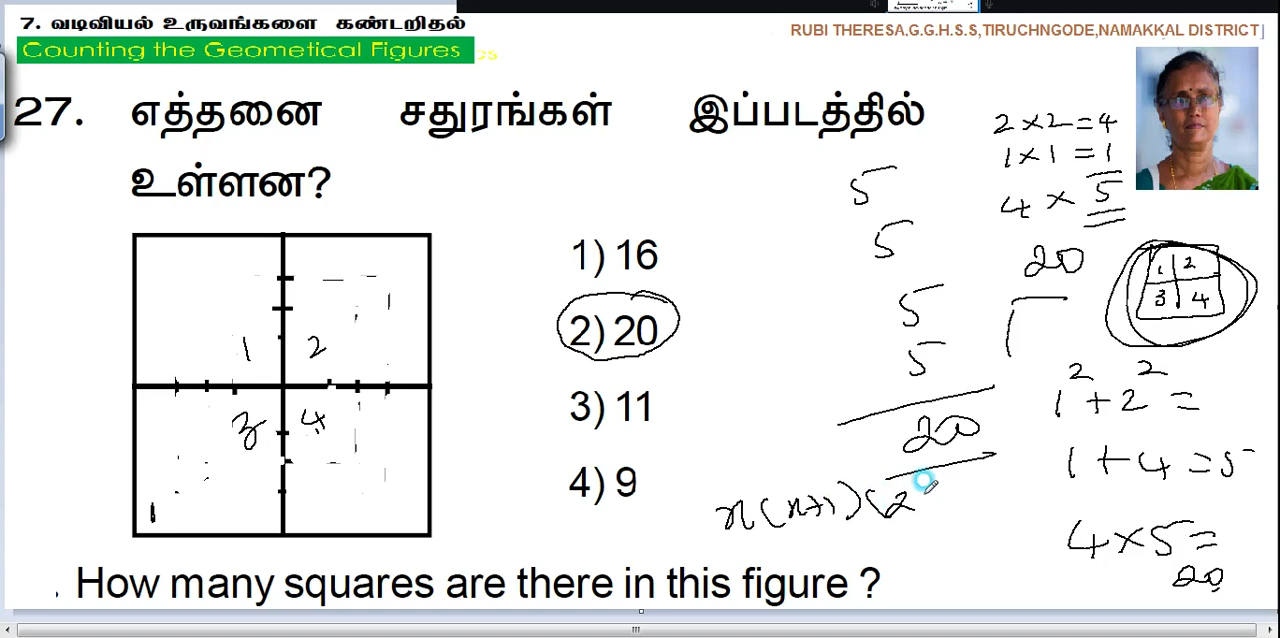 7. வடிவியல் உருவங்களை கண்டறிதல்
RUBI THERESA,G.G.H.S.S,TIRUCHNGODE,NAMAKKAL DISTRICT]
Counting the Geometical Figures
27. எத்தனை சதுரங்கள் இப்படத்தில்
உள்ளன?
2 × 2 = 4
1 × 1 = 1
4 × 5
20
5
5
5
5
20
1 2
3 4
1) 16
2) 20
3) 11
4) 9
1 2
3 4
1
1² + 2² =
1 + 4 = 5
4 × 5 =
20
n(n+1)(2
How many squares are there in this figure ?